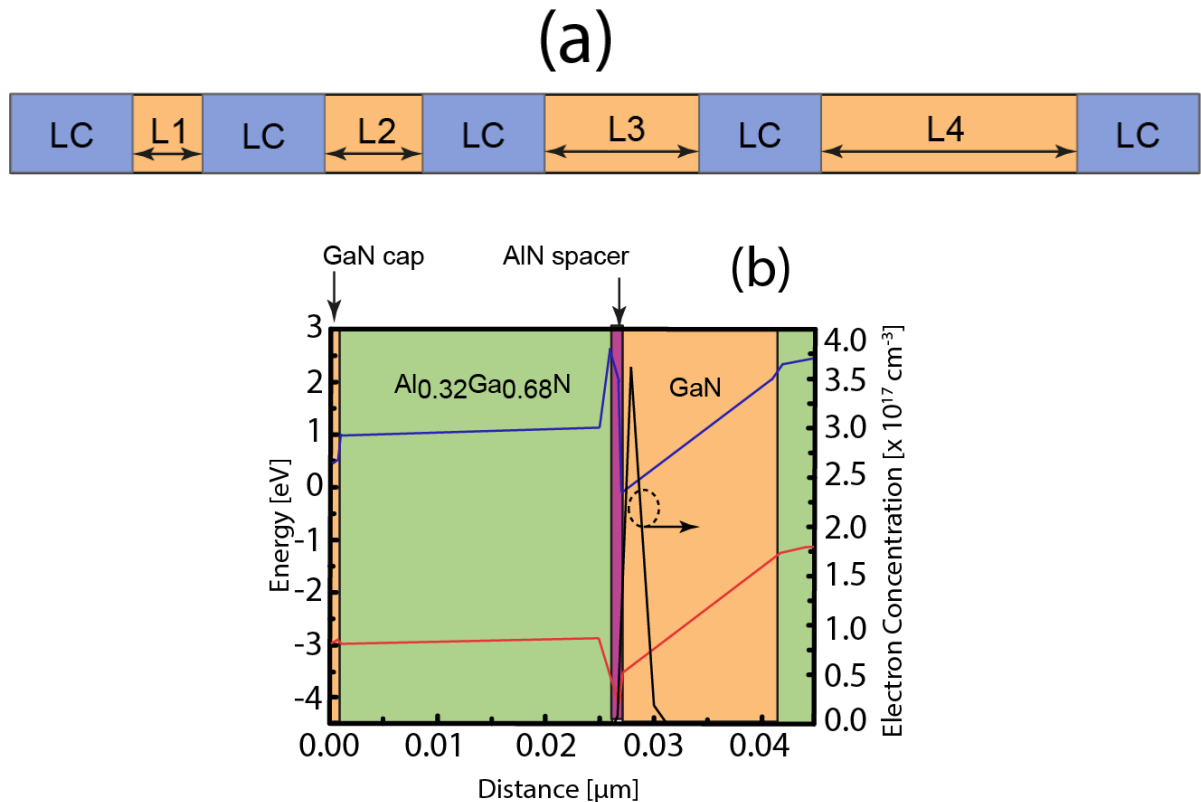 (a)
LC L1 LC L2 LC L3 LC L4 LC
GaN cap
AlN spacer
(b)
Al0.32Ga0.68N
GaN
3
2
1
0
-1
-2
-3
-4
Energy [eV]
4.0
3.5
3.0
2.5
2.0
1.5
1.0
0.5
0.0
Electron Concentration [x 10¹⁷ cm⁻³]
0.00 0.01 0.02 0.03 0.04
Distance [µm]